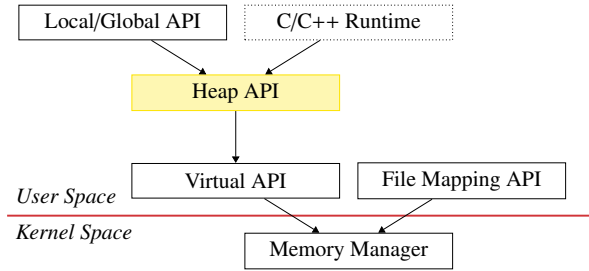 Local/Global API
C/C++ Runtime
Heap API
Virtual API
File Mapping API
User Space
Kernel Space
Memory Manager